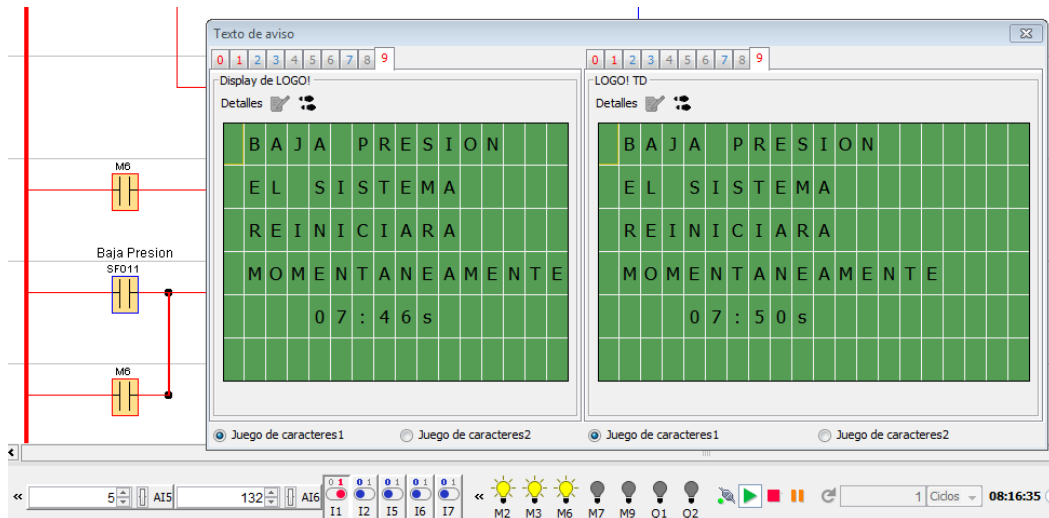 Texto de aviso
0 1 2 3 4 5 6 7 8 9
0 1 2 3 4 5 6 7 8 9
Display de LOGO!
LOGO! TD
Detalles
Detalles
BAJA PRESION
EL SISTEMA
REINICIARA
MOMENTANEAMENTE
07:46s
BAJA PRESION
EL SISTEMA
REINICIARA
MOMENTANEAMENTE
07:50s
Juego de caracteres1
Juego de caracteres2
Juego de caracteres1
Juego de caracteres2
M6
Baja Presion
SF011
M6
« 5 AI5 132 AI6
0 1 0 1 0 1 0 1 0 1
I1 I2 I5 I6 I7
« M2 M3 M6 M7 M9 O1 O2
1 Ciclos 08:16:35